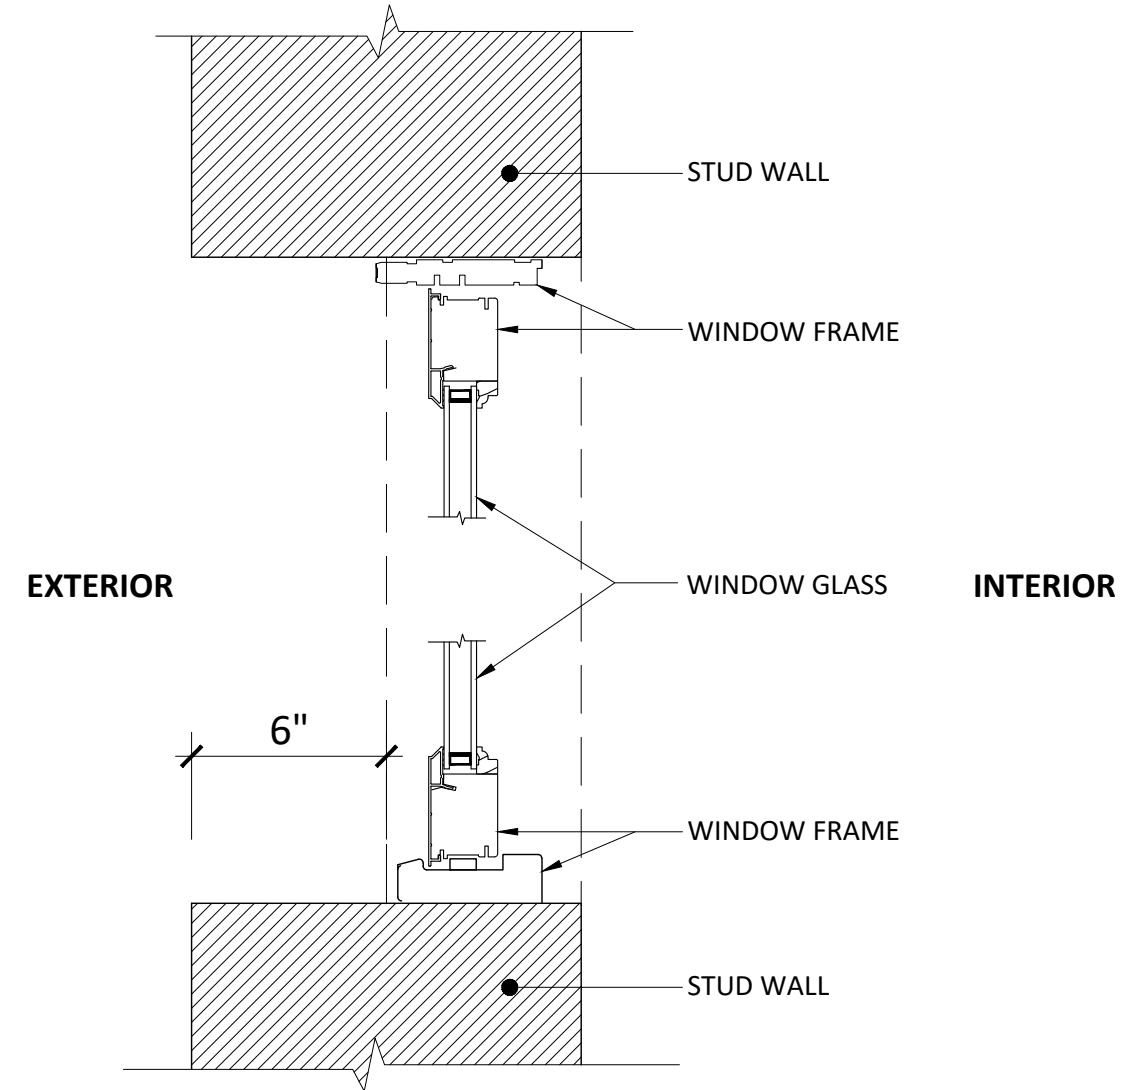 STUD WALL
WINDOW FRAME
EXTERIOR
WINDOW GLASS
INTERIOR
6"
WINDOW FRAME
STUD WALL